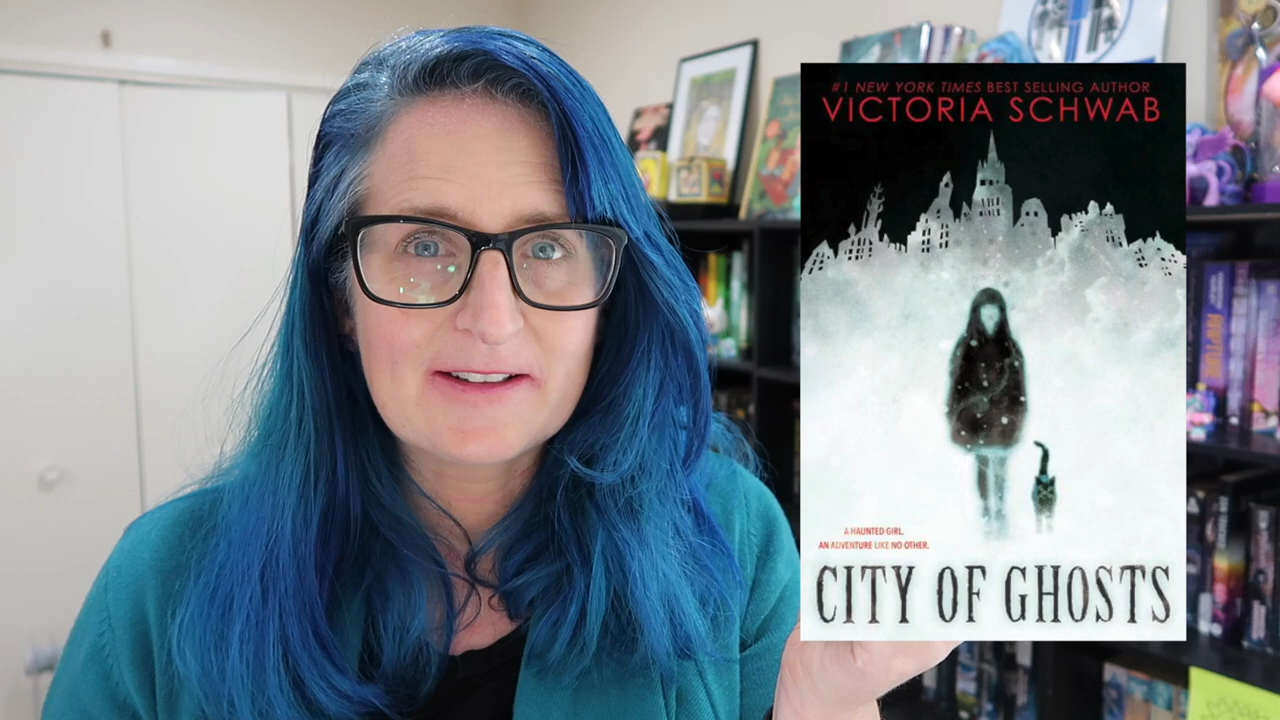 #1 NEW YORK TIMES BEST SELLING AUTHOR
VICTORIA SCHWAB
A HAUNTED GIRL.
AN ADVENTURE LIKE NO OTHER.
CITY OF GHOSTS